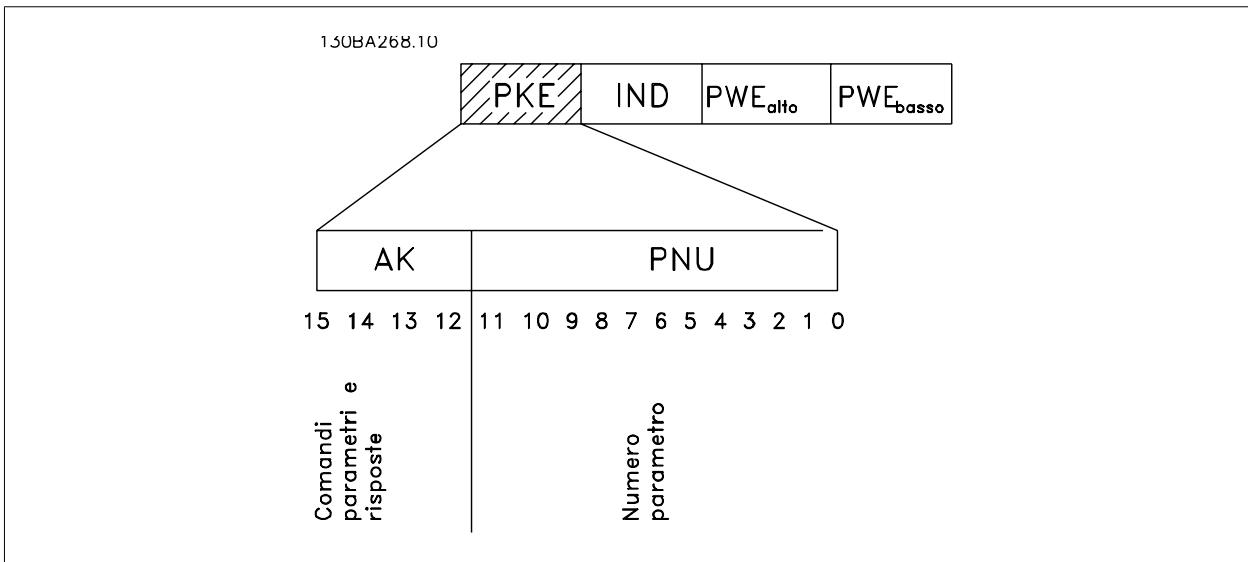 130BA268.10
PKE IND PWEalto PWEbasso
AK PNU
15 14 13 12 11 10 9 8 7 6 5 4 3 2 1 0
Comandi
parametri e
risposte
Numero
parametro